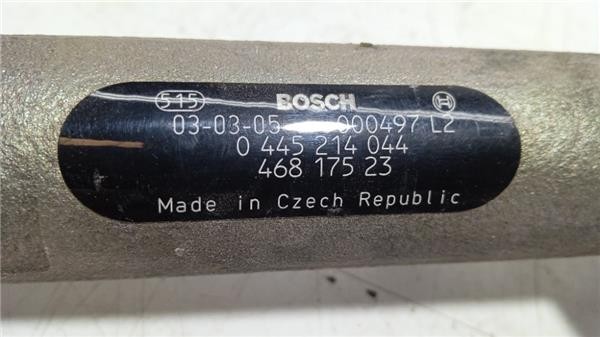 515 BOSCH
03-03-05 000497 L2
0 445 214 044
468 175 23
Made in Czech Republic